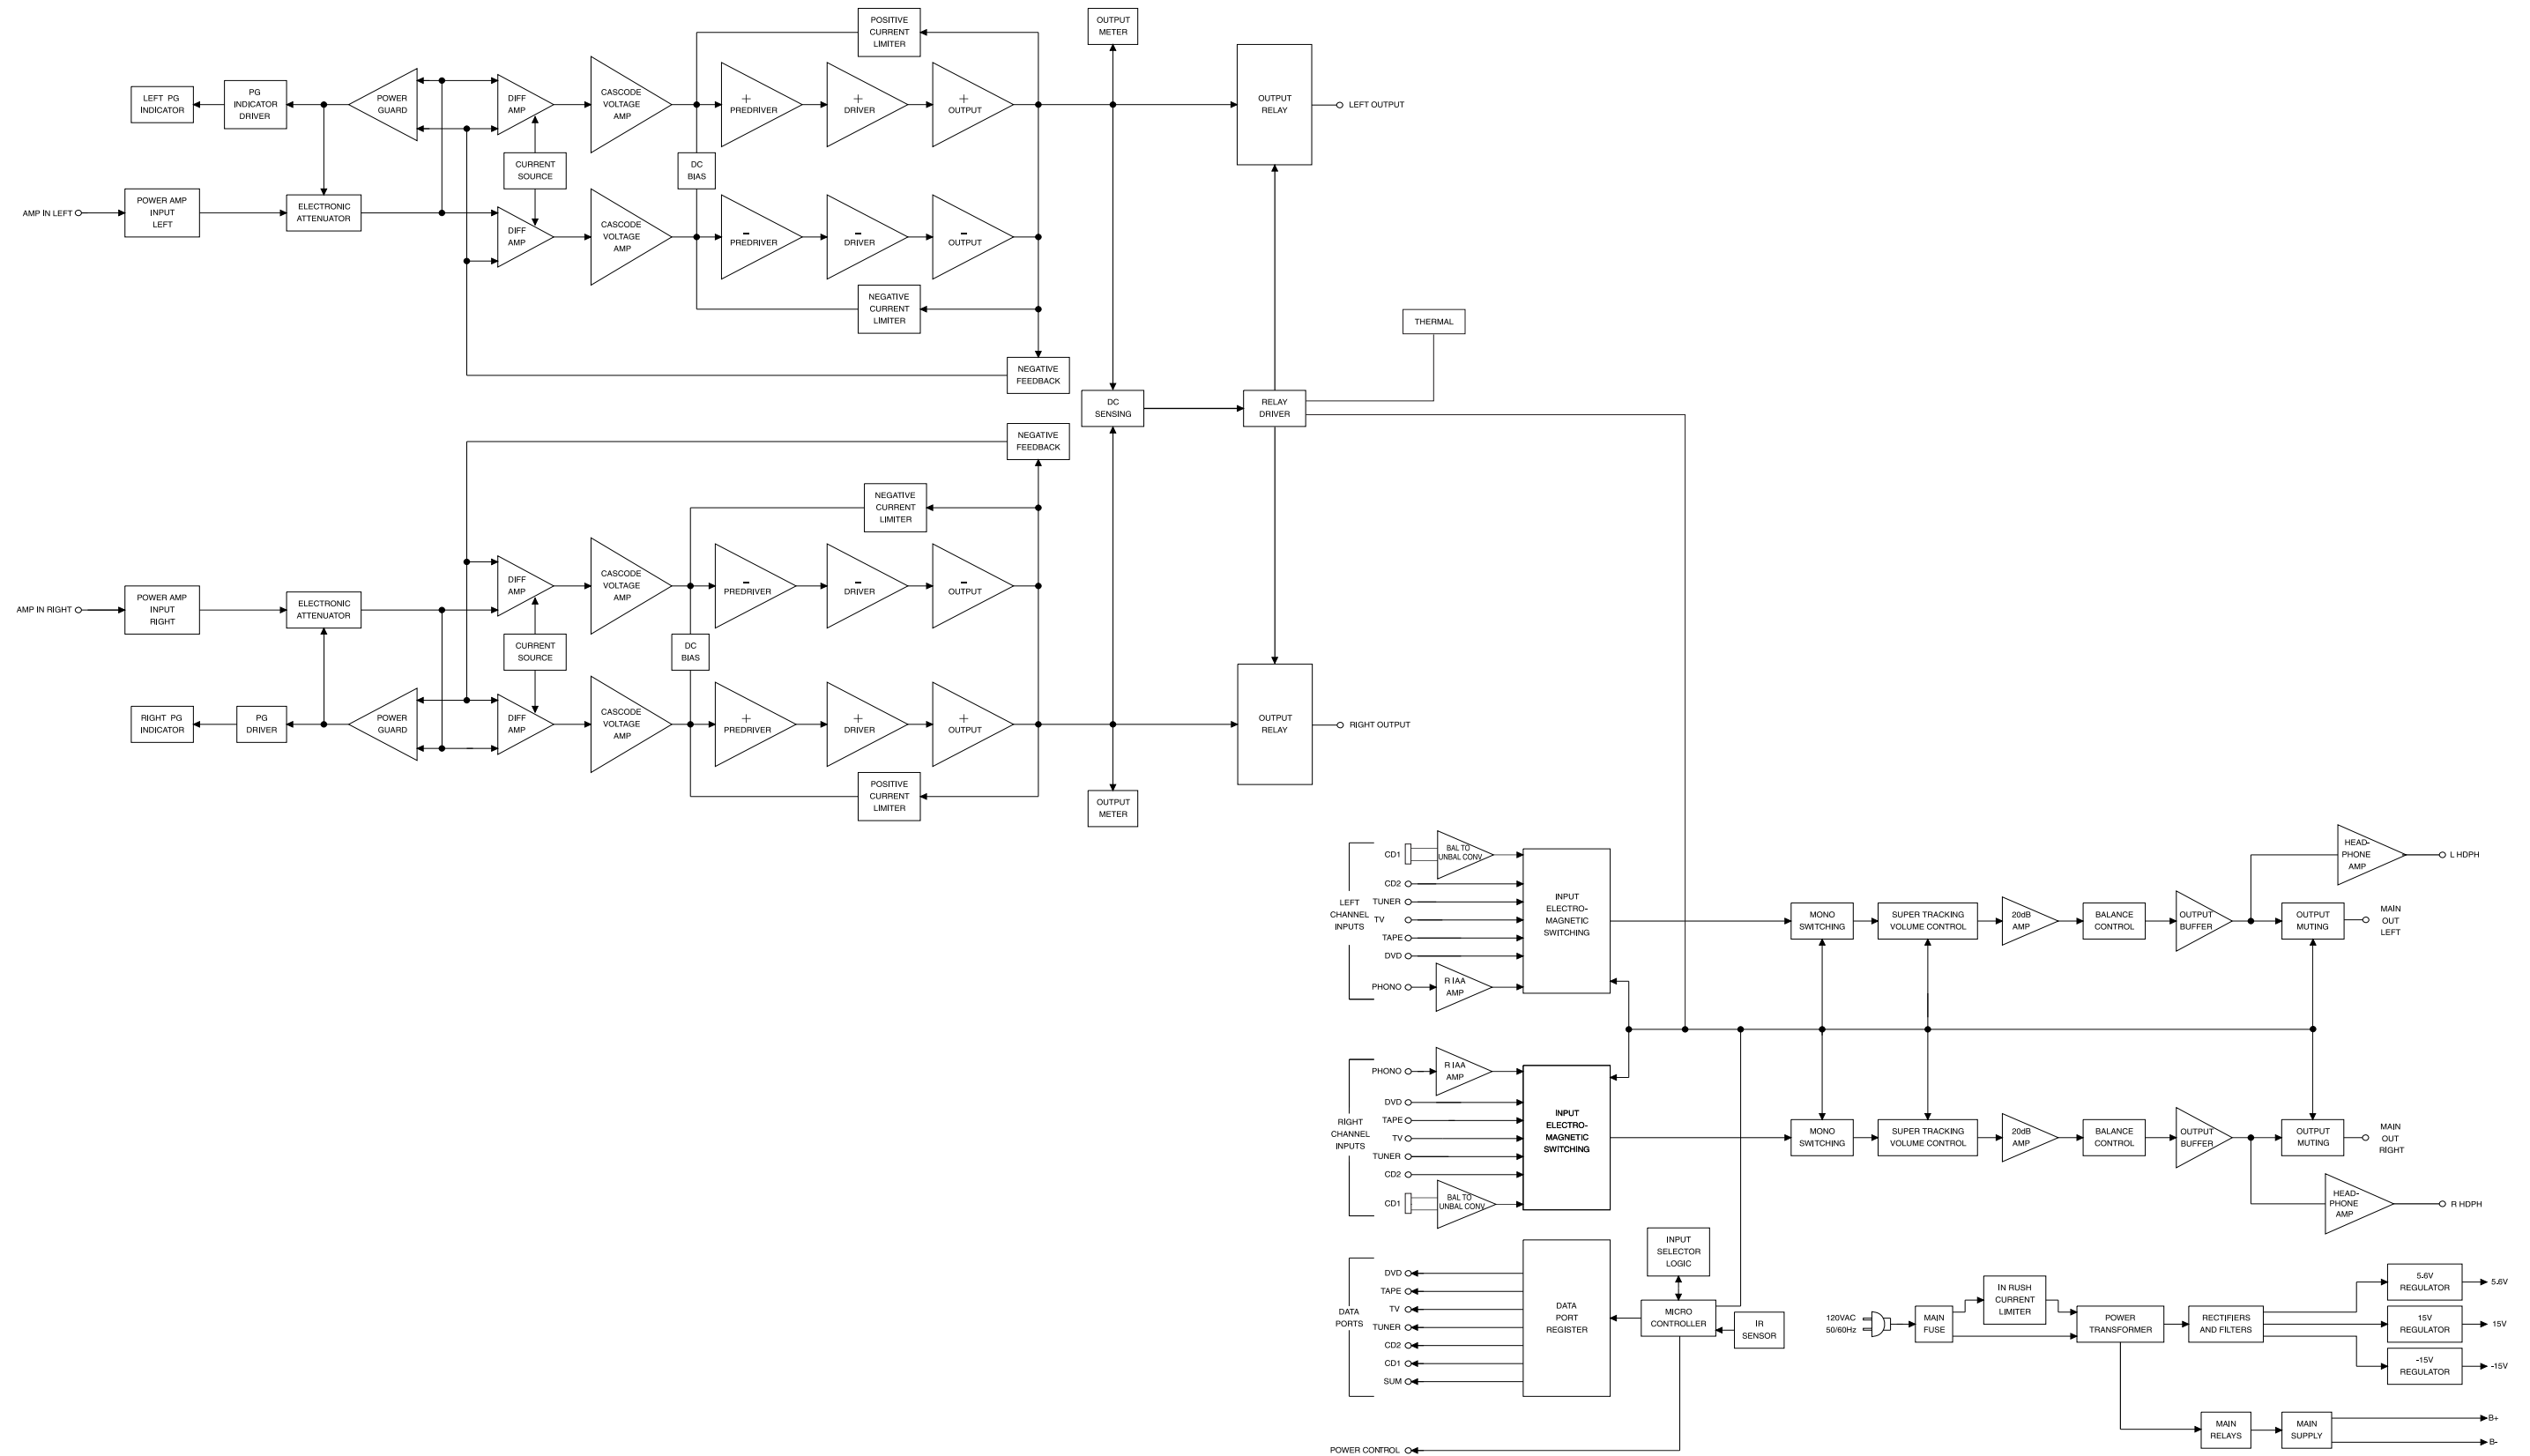 POSITIVE
CURRENT
LIMITER
OUTPUT
METER
LEFT PG
INDICATOR
PG
INDICATOR
DRIVER
POWER
GUARD
DIFF
AMP
CASCODE
VOLTAGE
AMP
+
PREDRIVER
+
DRIVER
+
OUTPUT
OUTPUT
RELAY
LEFT OUTPUT
CURRENT
SOURCE
DC
BIAS
AMP IN LEFT
POWER AMP
INPUT
LEFT
ELECTRONIC
ATTENUATOR
DIFF
AMP
CASCODE
VOLTAGE
AMP
-
PREDRIVER
-
DRIVER
-
OUTPUT
NEGATIVE
CURRENT
LIMITER
THERMAL
NEGATIVE
FEEDBACK
DC
SENSING
RELAY
DRIVER
NEGATIVE
FEEDBACK
NEGATIVE
CURRENT
LIMITER
AMP IN RIGHT
POWER AMP
INPUT
RIGHT
ELECTRONIC
ATTENUATOR
DIFF
AMP
CASCODE
VOLTAGE
AMP
-
PREDRIVER
-
DRIVER
-
OUTPUT
CURRENT
SOURCE
DC
BIAS
RIGHT PG
INDICATOR
PG
DRIVER
POWER
GUARD
DIFF
AMP
CASCODE
VOLTAGE
AMP
+
PREDRIVER
+
DRIVER
+
OUTPUT
OUTPUT
RELAY
RIGHT OUTPUT
POSITIVE
CURRENT
LIMITER
OUTPUT
METER
LEFT
CHANNEL
INPUTS
CD1
BAL TO
UNBAL CONV.
CD2
TUNER
TV
TAPE
DVD
PHONO
RIAA
AMP
INPUT
ELECTRO-
MAGNETIC
SWITCHING
MONO
SWITCHING
SUPER TRACKING
VOLUME CONTROL
20dB
AMP
BALANCE
CONTROL
OUTPUT
BUFFER
HEAD-
PHONE
AMP
L HDPH
OUTPUT
MUTING
MAIN
OUT
LEFT
RIGHT
CHANNEL
INPUTS
PHONO
RIAA
AMP
DVD
TAPE
TV
TUNER
CD2
CD1
BAL TO
UNBAL CONV.
INPUT
ELECTRO-
MAGNETIC
SWITCHING
MONO
SWITCHING
SUPER TRACKING
VOLUME CONTROL
20dB
AMP
BALANCE
CONTROL
OUTPUT
BUFFER
OUTPUT
MUTING
MAIN
OUT
RIGHT
HEAD-
PHONE
AMP
R HDPH
DATA
PORTS
DVD
TAPE
TV
TUNER
CD2
CD1
SUM
DATA
PORT
REGISTER
INPUT
SELECTOR
LOGIC
MICRO
CONTROLLER
IR
SENSOR
POWER CONTROL
120VAC
50/60Hz
MAIN
FUSE
IN RUSH
CURRENT
LIMITER
POWER
TRANSFORMER
RECTIFIERS
AND FILTERS
5.6V
REGULATOR
5.6V
15V
REGULATOR
15V
-15V
REGULATOR
-15V
MAIN
RELAYS
MAIN
SUPPLY
B+
B-